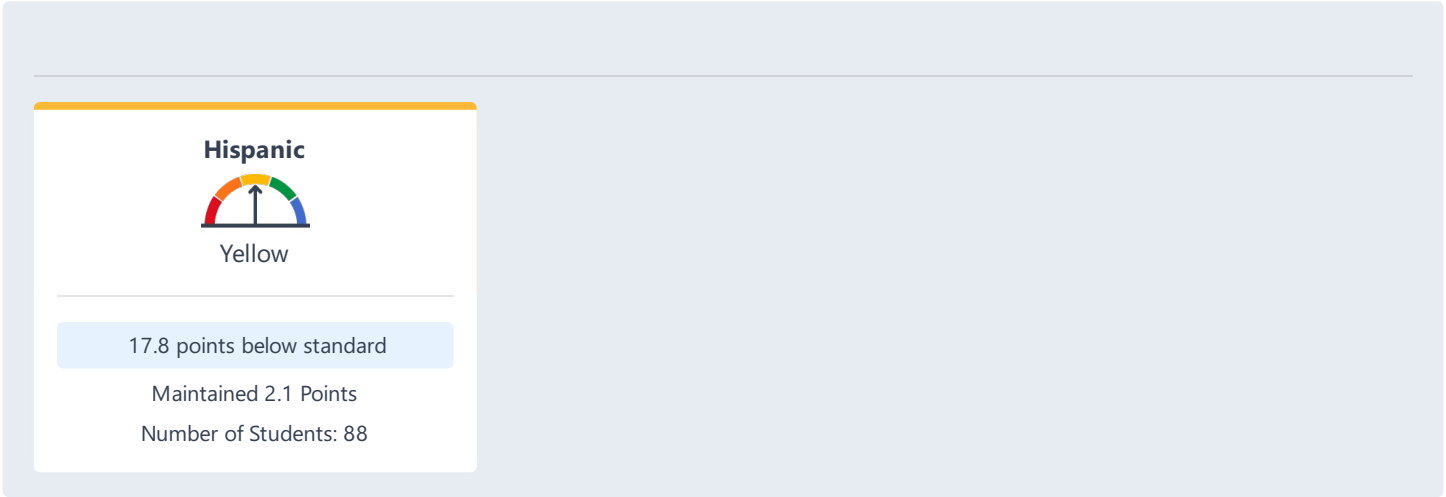 Hispanic
Yellow
17.8 points below standard
Maintained 2.1 Points
Number of Students: 88